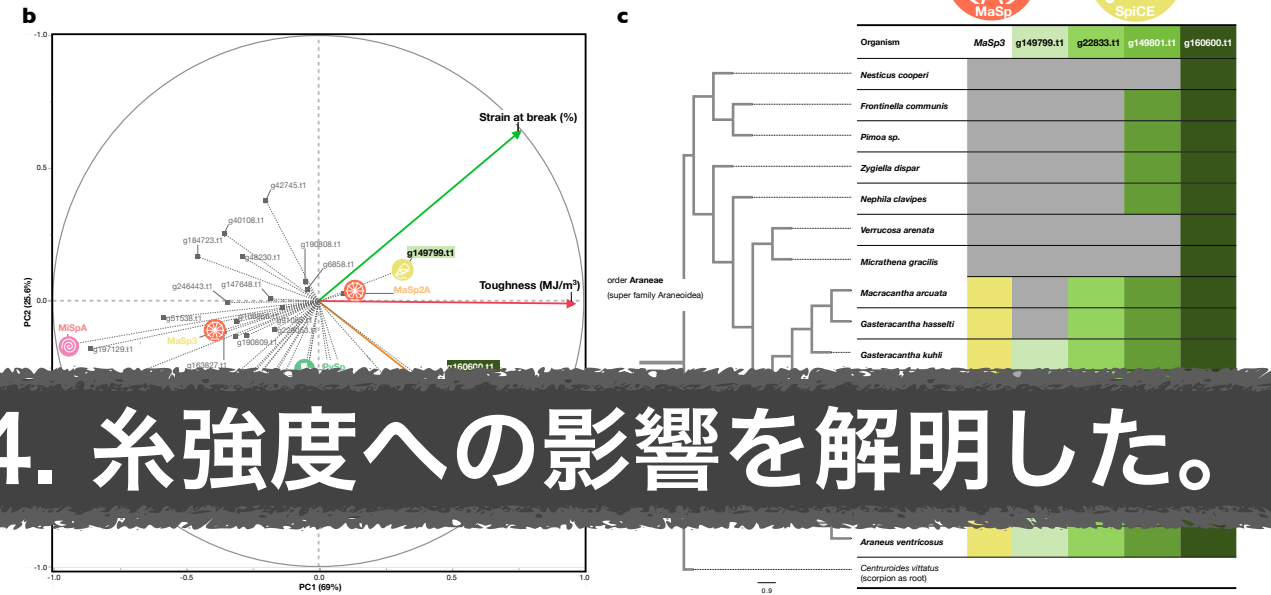 b
-1.0
0.5
0.0
-1.0
PC2 (25.6%)
-1.0
-0.5
0.0
0.5
1.0
PC1 (69%)
Strain at break (%)
Toughness (MJ/m³)
g42745.t1
g40108.t1
g184723.t1
g190808.t1
g48230.t1
g6858.t1
g149799.t1
g246443.t1
g147648.t1
MaSp2A
g51538.t1
MiSpA
MaSp3
g197129.t1
g190809.t1
g163827.t1
PySp
g160600.t1
4. 糸強度への影響を解明した。
c
MaSp
SpiCE
Organism MaSp3 g149799.t1 g22833.t1 g149801.t1 g160600.t1
Nesticus cooperi
Frontinella communis
Pimoa sp.
Zygiella dispar
Nephila clavipes
Verrucosa arenata
Micrathena gracilis
order Araneae
(super family Araneoidea)
Macracantha arcuata
Gasteracantha hasselti
Gasteracantha kuhli
Araneus ventricosus
Centruroides vittatus
(scorpion as root)
0.9